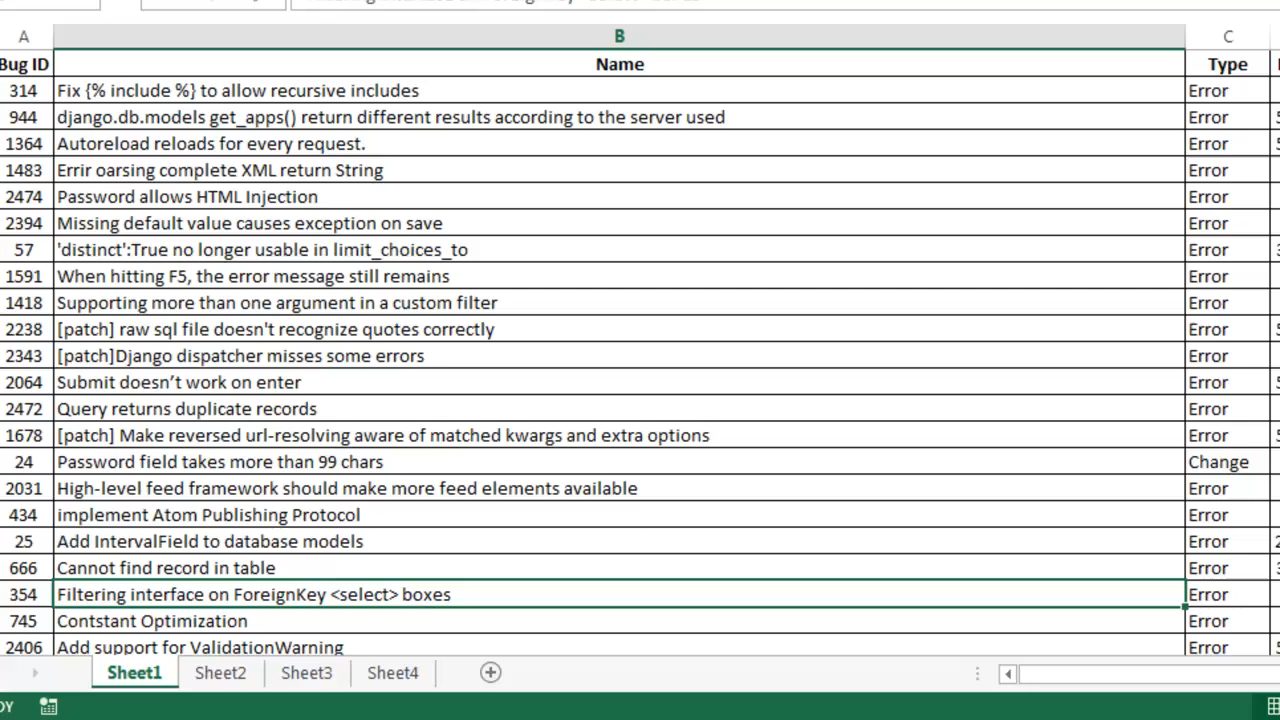 A B C
Bug ID Name Type
314 Fix {% include %} to allow recursive includes Error
944 django.db.models get_apps() return different results according to the server used Error
1364 Autoreload reloads for every request. Error
1483 Errir oarsing complete XML return String Error
2474 Password allows HTML Injection Error
2394 Missing default value causes exception on save Error
57 'distinct':True no longer usable in limit_choices_to Error
1591 When hitting F5, the error message still remains Error
1418 Supporting more than one argument in a custom filter Error
2238 [patch] raw sql file doesn't recognize quotes correctly Error
2343 [patch]Django dispatcher misses some errors Error
2064 Submit doesn’t work on enter Error
2472 Query returns duplicate records Error
1678 [patch] Make reversed url-resolving aware of matched kwargs and extra options Error
24 Password field takes more than 99 chars Change
2031 High-level feed framework should make more feed elements available Error
434 implement Atom Publishing Protocol Error
25 Add IntervalField to database models Error
666 Cannot find record in table Error
354 Filtering interface on ForeignKey <select> boxes Error
745 Contstant Optimization Error
2406 Add support for ValidationWarning Error
Sheet1 Sheet2 Sheet3 Sheet4